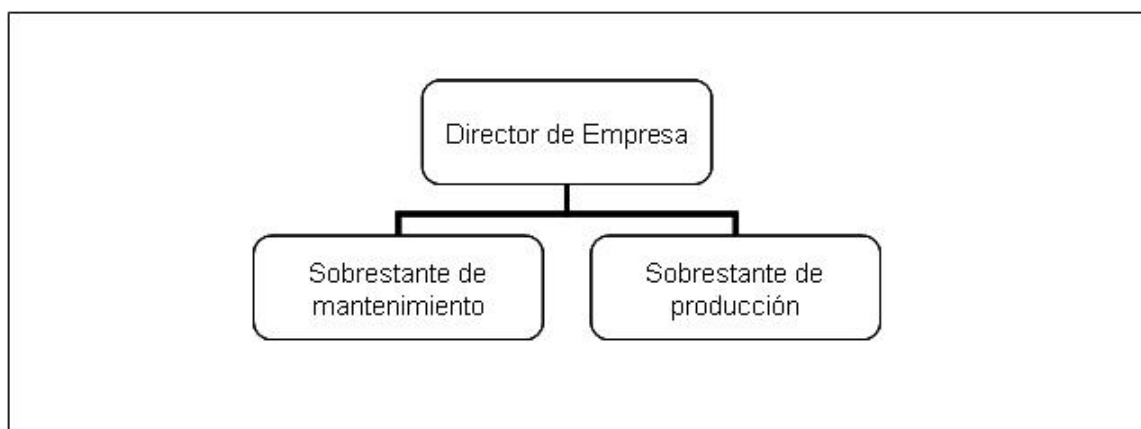 Director de Empresa
Sobrestante de
mantenimiento
Sobrestante de
producción